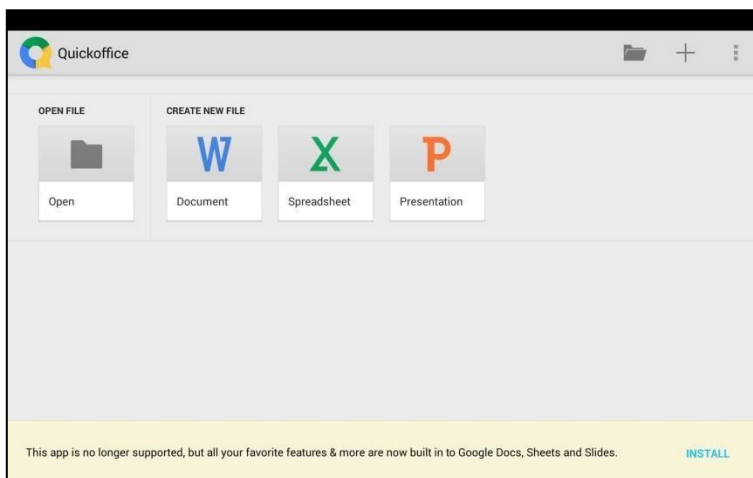 Quickoffice
OPEN FILE
CREATE NEW FILE
W
X
P
Open
Document
Spreadsheet
Presentation
This app is no longer supported, but all your favorite features & more are now built in to Google Docs, Sheets and Slides.
INSTALL